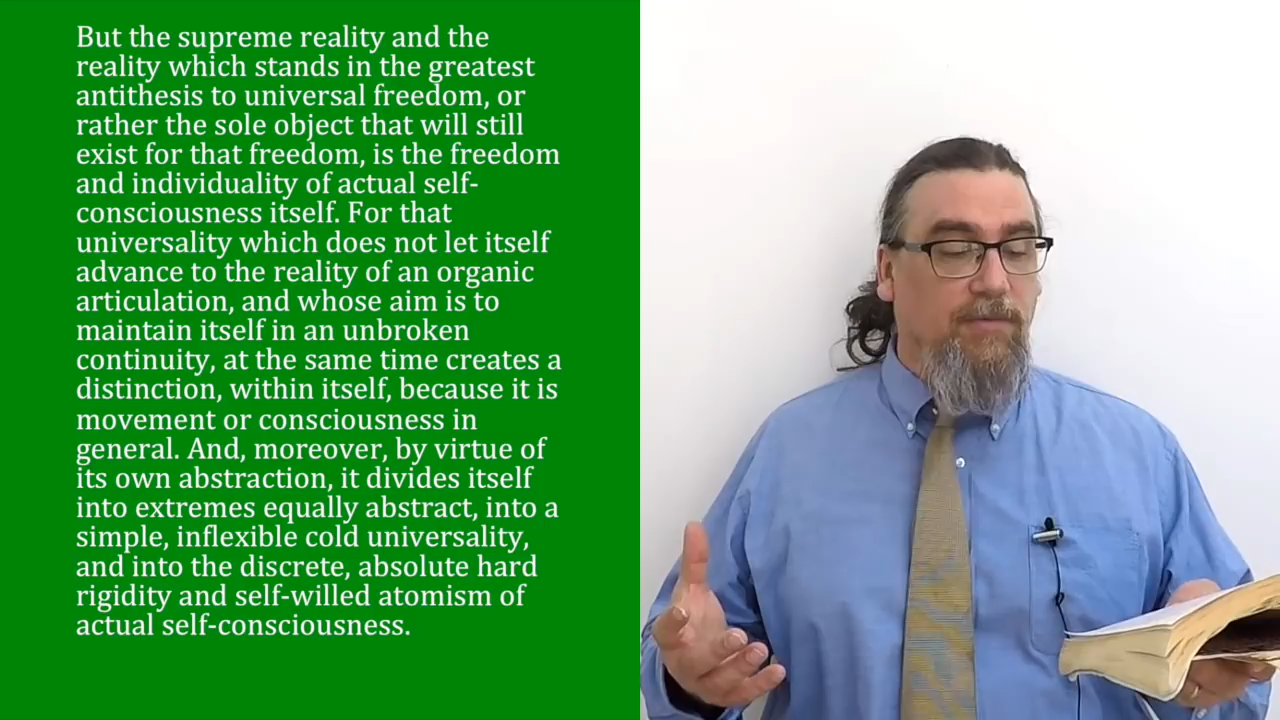 But the supreme reality and the
reality which stands in the greatest
antithesis to universal freedom, or
rather the sole object that will still
exist for that freedom, is the freedom
and individuality of actual self-
consciousness itself. For that
universality which does not let itself
advance to the reality of an organic
articulation, and whose aim is to
maintain itself in an unbroken
continuity, at the same time creates a
distinction, within itself, because it is
movement or consciousness in
general. And, moreover, by virtue of
its own abstraction, it divides itself
into extremes equally abstract, into a
simple, inflexible cold universality,
and into the discrete, absolute hard
rigidity and self-willed atomism of
actual self-consciousness.